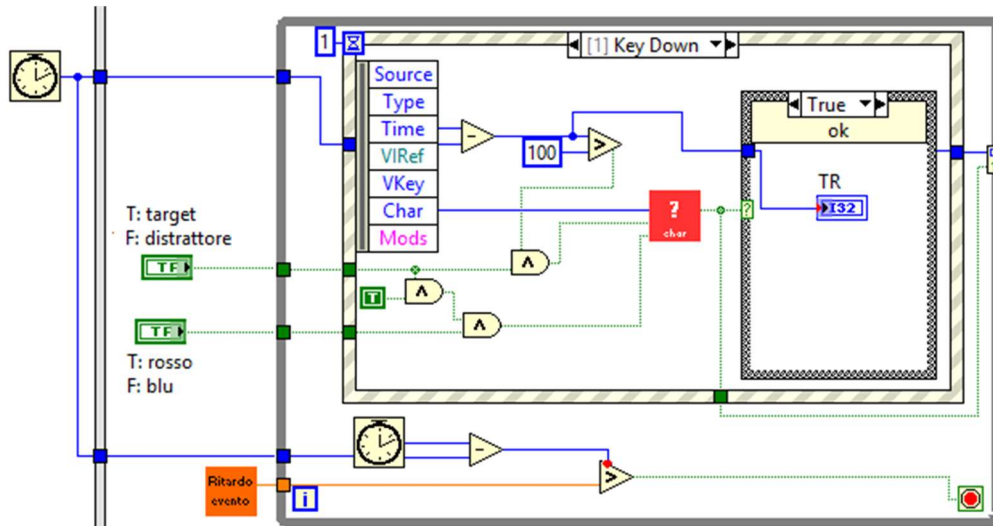 1
[1] Key Down
Source
Type
Time
VIRef
VKey
Char
Mods
True
ok
100
TR
I32
?
char
?
T: target
F: distrattore
TF
T
TF
T: rosso
F: blu
Ritardo
evento
i